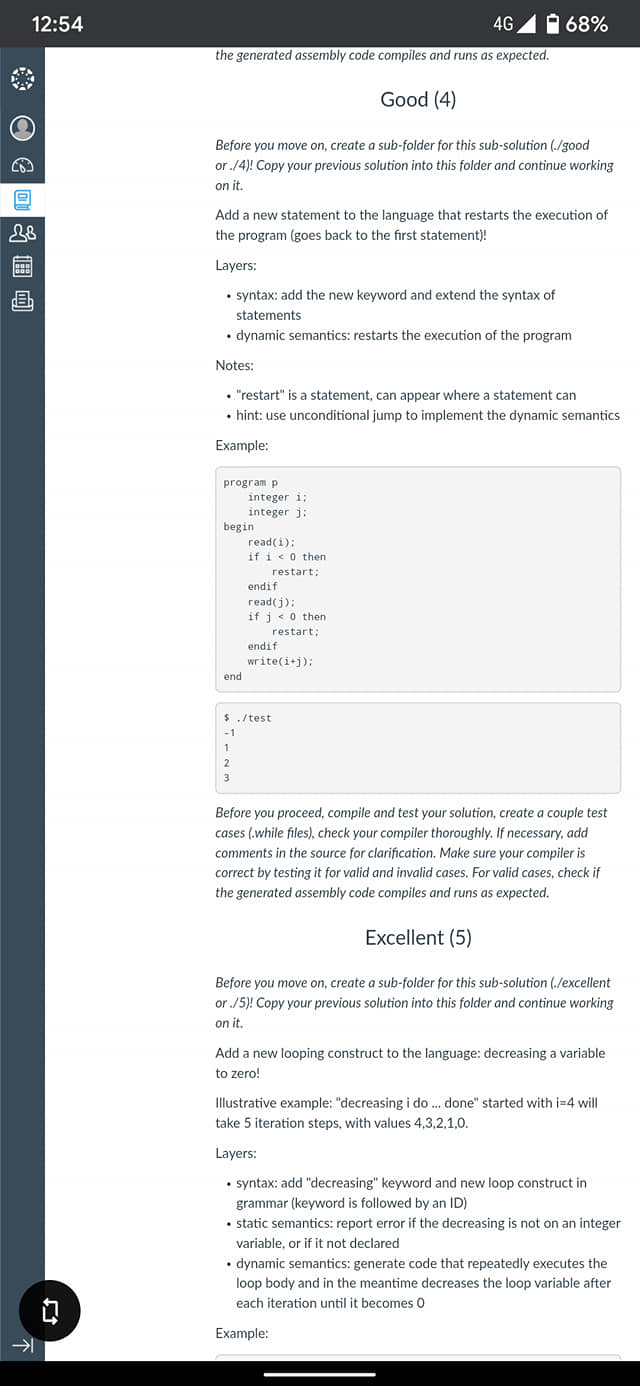 12:54
4G 68%
the generated assembly code compiles and runs as expected.
Good (4)
Before you move on, create a sub-folder for this sub-solution (./good
or ./4)! Copy your previous solution into this folder and continue working
on it.
Add a new statement to the language that restarts the execution of
the program (goes back to the first statement)!
Layers:
• syntax: add the new keyword and extend the syntax of
statements
• dynamic semantics: restarts the execution of the program
Notes:
• "restart" is a statement, can appear where a statement can
• hint: use unconditional jump to implement the dynamic semantics
Example:
program p
    integer i;
    integer j;
begin
    read(i);
    if i < 0 then
        restart;
    endif
    read(j);
    if j < 0 then
        restart;
    endif
    write(i+j);
end
$ ./test
-1
1
2
3
Before you proceed, compile and test your solution, create a couple test
cases (.while files), check your compiler thoroughly. If necessary, add
comments in the source for clarification. Make sure your compiler is
correct by testing it for valid and invalid cases. For valid cases, check if
the generated assembly code compiles and runs as expected.
Excellent (5)
Before you move on, create a sub-folder for this sub-solution (./excellent
or ./5)! Copy your previous solution into this folder and continue working
on it.
Add a new looping construct to the language: decreasing a variable
to zero!
Illustrative example: "decreasing i do ... done" started with i=4 will
take 5 iteration steps, with values 4,3,2,1,0.
Layers:
• syntax: add "decreasing" keyword and new loop construct in
grammar (keyword is followed by an ID)
• static semantics: report error if the decreasing is not on an integer
variable, or if it not declared
• dynamic semantics: generate code that repeatedly executes the
loop body and in the meantime decreases the loop variable after
each iteration until it becomes 0
Example: